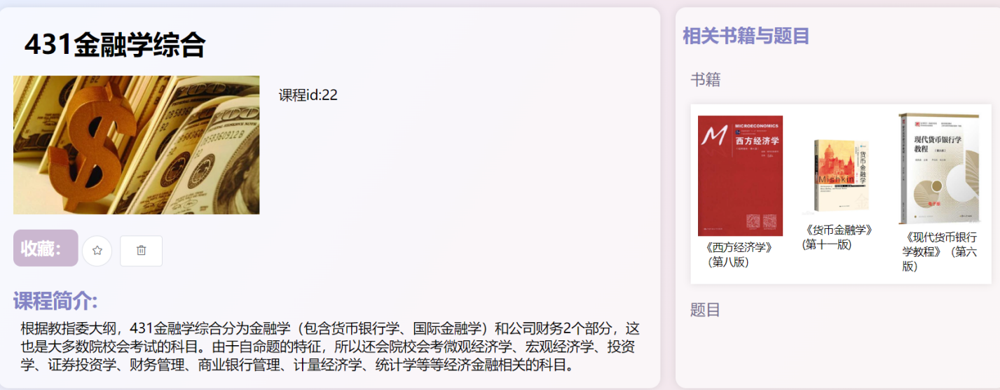 431金融学综合
课程id:22
收藏：
课程简介:
根据教指委大纲，431金融学综合分为金融学（包含货币银行学、国际金融学）和公司财务2个部分，这
也是大多数院校会考试的科目。由于自命题的特征，所以还会院校会考微观经济学、宏观经济学、投资
学、证券投资学、财务管理、商业银行管理、计量经济学、统计学等等经济金融相关的科目。
相关书籍与题目
书籍
MICROECONOMICS
西方经济学
货币金融学
Mishkin
现代货币银行学
教程
电子版
《西方经济学》
（第八版）
《货币金融学》
(第十一版)
《现代货币银行
学教程》（第六
版）
题目